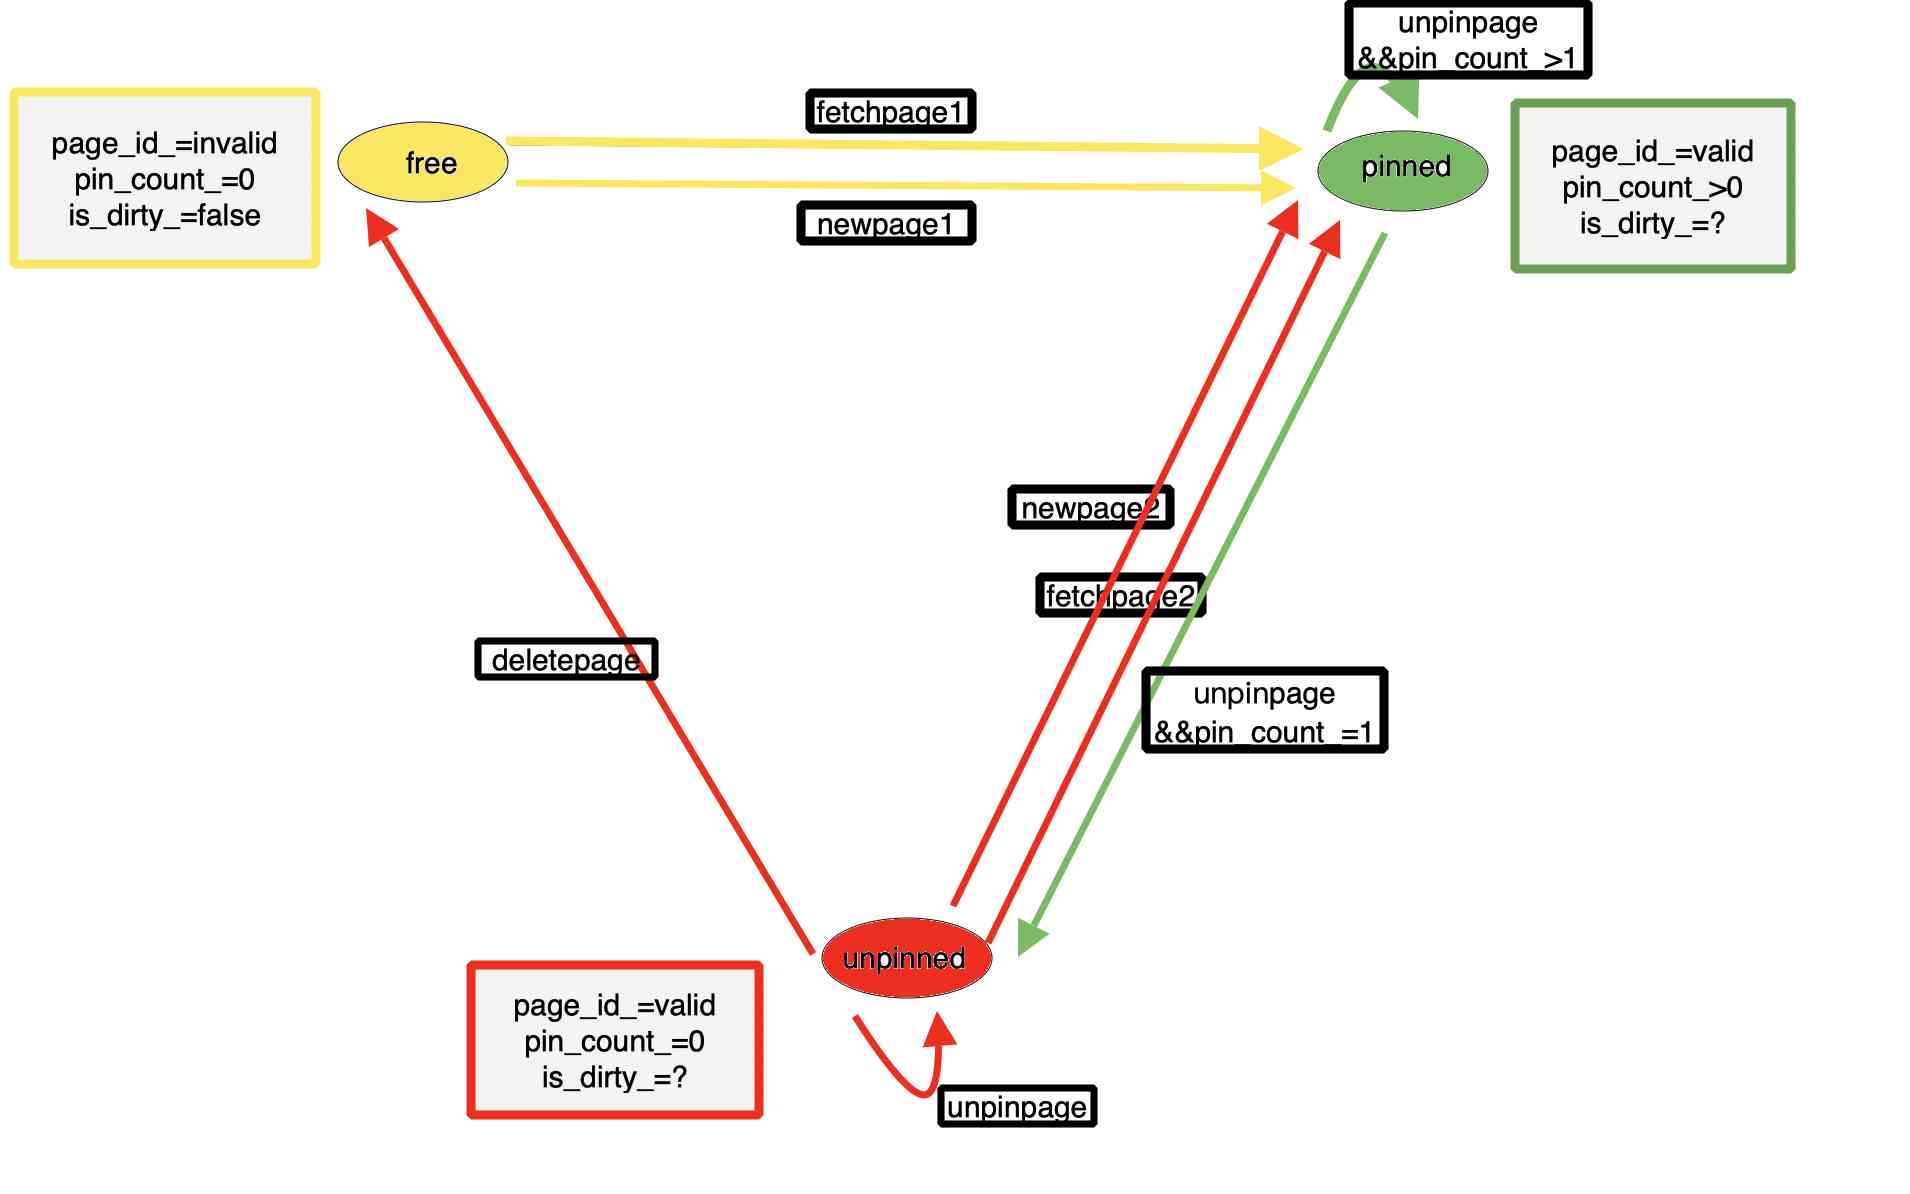 unpinpage
&&pin_count_>1
fetchpage1
page_id_=invalid
pin_count_=0
is_dirty_=false
free
pinned
page_id_=valid
pin_count_>0
is_dirty_=?
newpage1
newpage2
fetchpage2
deletepage
unpinpage
&&pin_count_=1
unpinned
page_id_=valid
pin_count_=0
is_dirty_=?
unpinpage